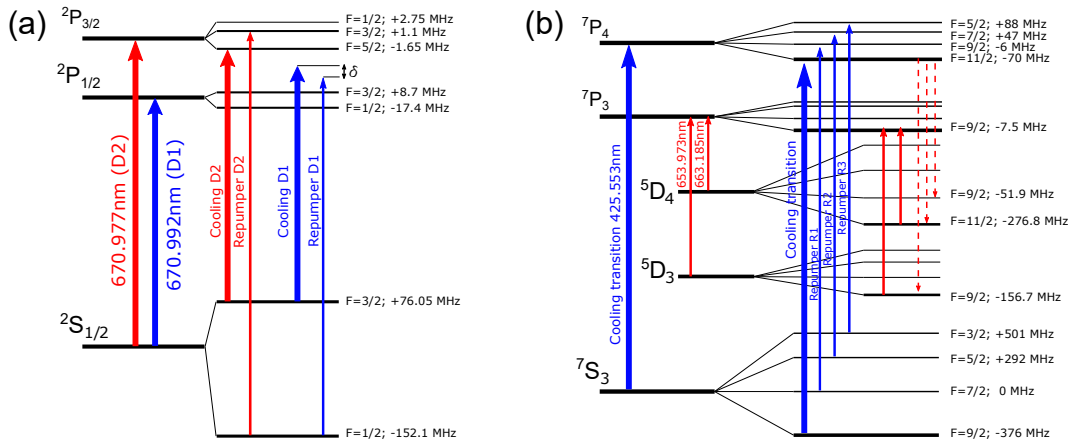 (a)
²P₃/₂
F=1/2; +2.75 MHz
F=3/2; +1.1 MHz
F=5/2; -1.65 MHz
δ
²P₁/₂
F=3/2; +8.7 MHz
F=1/2; -17.4 MHz
670.977nm (D2)
670.992nm (D1)
Cooling D2
Repumper D2
Cooling D1
Repumper D1
F=3/2; +76.05 MHz
²S₁/₂
F=1/2; -152.1 MHz
(b)
⁷P₄
F=5/2; +88 MHz
F=7/2; +47 MHz
F=9/2; -6 MHz
F=11/2; -70 MHz
⁷P₃
F=9/2; -7.5 MHz
653.973nm
663.185nm
⁵D₄
F=9/2; -51.9 MHz
F=11/2; -276.8 MHz
⁵D₃
F=9/2; -156.7 MHz
Cooling transition 425.553nm
Cooling transition
Repumper R1
Repumper R2
Repumper R3
F=3/2; +501 MHz
F=5/2; +292 MHz
⁷S₃
F=7/2; 0 MHz
F=9/2; -376 MHz